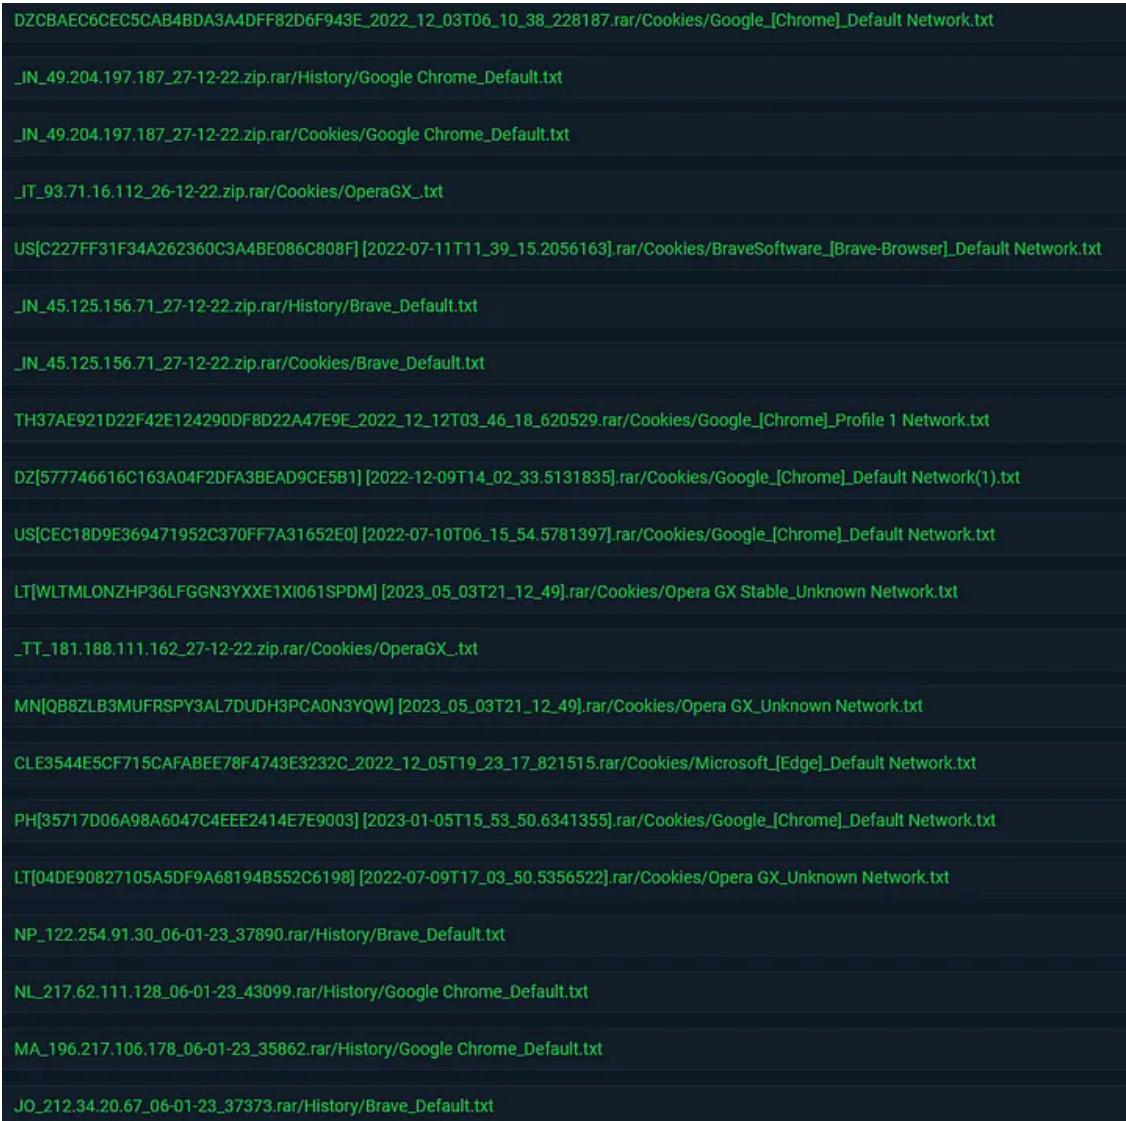 DZCBAEC6CEC5CAB4BDA3A4DFF82D6F943E_2022_12_03T06_10_38_228187.rar/Cookies/Google_[Chrome]_Default Network.txt
_IN_49.204.197.187_27-12-22.zip.rar/History/Google Chrome_Default.txt
_IN_49.204.197.187_27-12-22.zip.rar/Cookies/Google Chrome_Default.txt
_IT_93.71.16.112_26-12-22.zip.rar/Cookies/OperaGX_.txt
US[C227FF31F34A262360C3A4BE086C808F] [2022-07-11T11_39_15.2056163].rar/Cookies/BraveSoftware_[Brave-Browser]_Default Network.txt
_IN_45.125.156.71_27-12-22.zip.rar/History/Brave_Default.txt
_IN_45.125.156.71_27-12-22.zip.rar/Cookies/Brave_Default.txt
TH37AE921D22F42E124290DF8D22A47E9E_2022_12_12T03_46_18_620529.rar/Cookies/Google_[Chrome]_Profile 1 Network.txt
DZ[577746616C163A04F2DFA3BEAD9CE5B1] [2022-12-09T14_02_33.5131835].rar/Cookies/Google_[Chrome]_Default Network(1).txt
US[CEC18D9E369471952C370FF7A31652E0] [2022-07-10T06_15_54.5781397].rar/Cookies/Google_[Chrome]_Default Network.txt
LT[WLTMLONZHP36LFGGN3YXXE1XI061SPDM] [2023_05_03T21_12_49].rar/Cookies/Opera GX Stable_Unknown Network.txt
_TT_181.188.111.162_27-12-22.zip.rar/Cookies/OperaGX_.txt
MN[QB8ZLB3MUFRSPY3AL7DUDH3PCA0N3YQW] [2023_05_03T21_12_49].rar/Cookies/Opera GX_Unknown Network.txt
CLE3544E5CF715CAFABEE78F4743E3232C_2022_12_05T19_23_17_821515.rar/Cookies/Microsoft_[Edge]_Default Network.txt
PH[35717D06A98A6047C4EEE2414E7E9003] [2023-01-05T15_53_50.6341355].rar/Cookies/Google_[Chrome]_Default Network.txt
LT[04DE90827105A5DF9A68194B552C6198] [2022-07-09T17_03_50.5356522].rar/Cookies/Opera GX_Unknown Network.txt
NP_122.254.91.30_06-01-23_37890.rar/History/Brave_Default.txt
NL_217.62.111.128_06-01-23_43099.rar/History/Google Chrome_Default.txt
MA_196.217.106.178_06-01-23_35862.rar/History/Google Chrome_Default.txt
JO_212.34.20.67_06-01-23_37373.rar/History/Brave_Default.txt